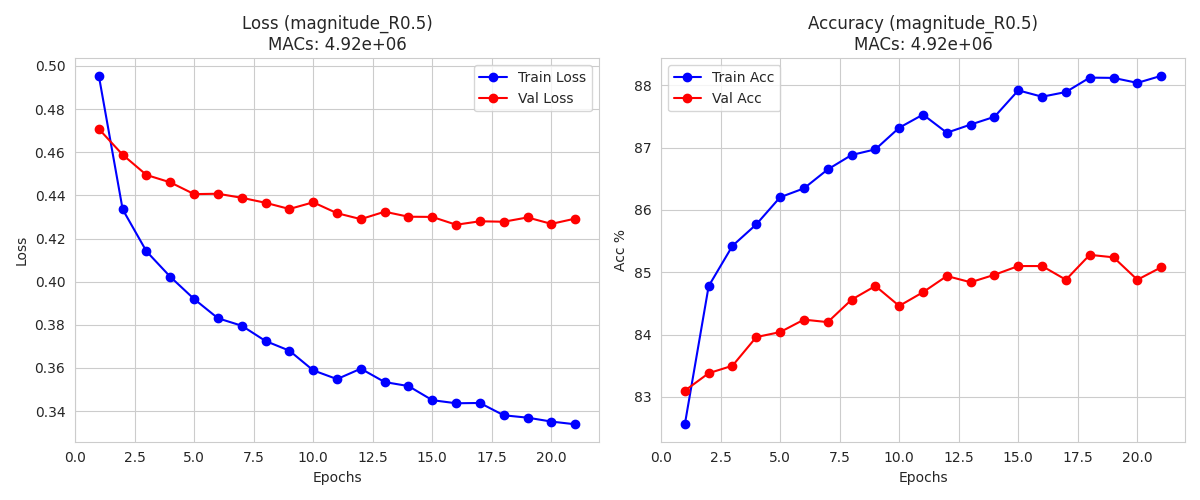 Loss (magnitude_R0.5)
MACs: 4.92e+06
0.50
0.48
0.46
0.44
0.42
0.40
0.38
0.36
0.34
Loss
Train Loss
Val Loss
0.0 2.5 5.0 7.5 10.0 12.5 15.0 17.5 20.0
Epochs
Accuracy (magnitude_R0.5)
MACs: 4.92e+06
88
87
86
85
84
83
Acc %
Train Acc
Val Acc
0.0 2.5 5.0 7.5 10.0 12.5 15.0 17.5 20.0
Epochs